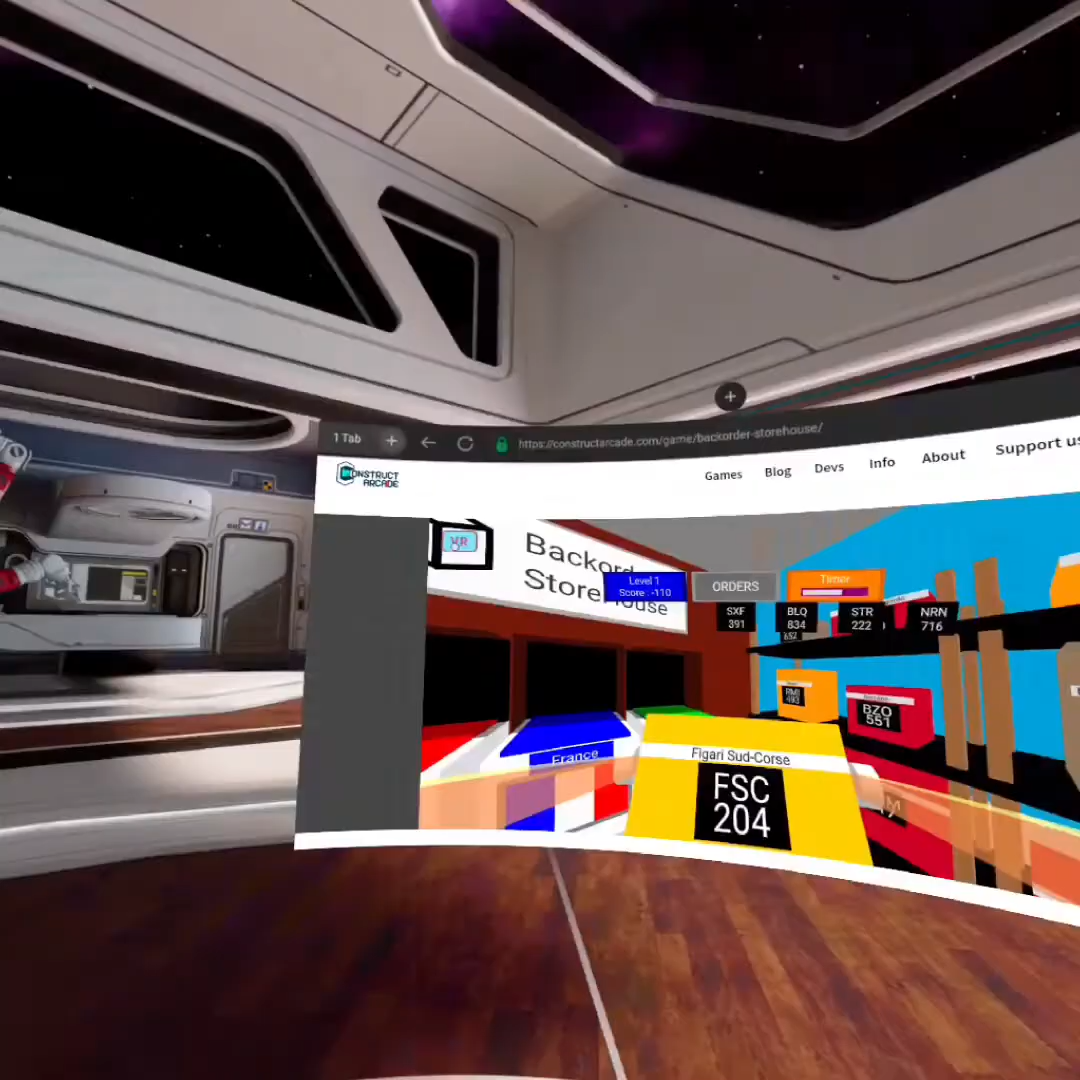 1 Tab
https://constructarcade.com/game/backorder-storehouse/
CONSTRUCT
ARCADE
Games
Blog
Devs
Info
About
Support us
VR
Level 1
Score : -110
ORDERS
Timer
SXF
391
BLQ
834
STR
222
NRN
716
RMI
493
BZO
551
France
Figari Sud-Corse
FSC
204